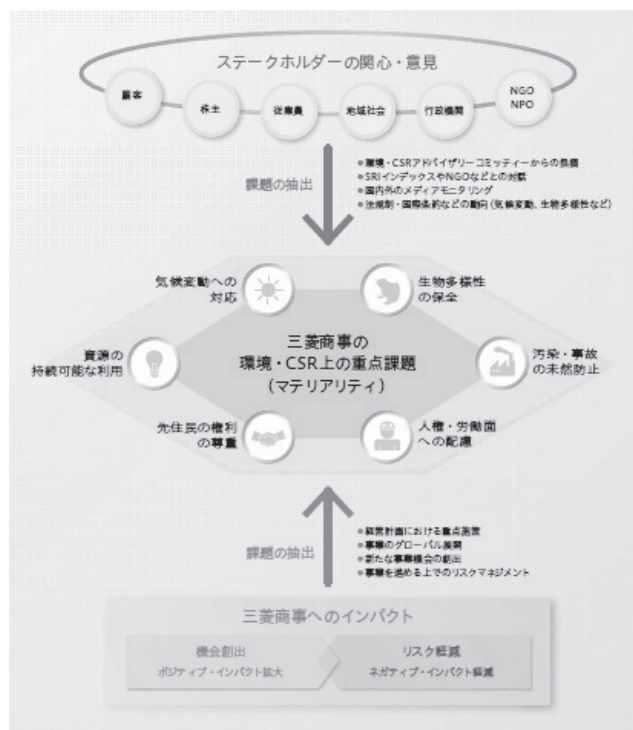 ステークホルダーの関心・意見
顧客
株主
従業員
地域社会
行政機関
NGO
NPO
課題の抽出
●環境・CSRアドバイザリーコミッティーからの意見
●SRIインデックスやNGOなどとの対話
●国内外のメディアモニタリング
●法規制・国際条約などの動向(気候変動、生物多様性など)
気候変動への
対応
生物多様性
の保全
資源の
持続可能な利用
三菱商事の
環境・CSR上の重点課題
(マテリアリティ)
汚染・事故
の未然防止
先住民の権利
の尊重
人権・労働面
への配慮
課題の抽出
●経営計画における重点施策
●事業のグローバル展開
●新たな事業機会の創出
●事業を進める上でのリスクマネジメント
三菱商事へのインパクト
機会創出
ポジティブ・インパクト拡大
リスク軽減
ネガティブ・インパクト軽減